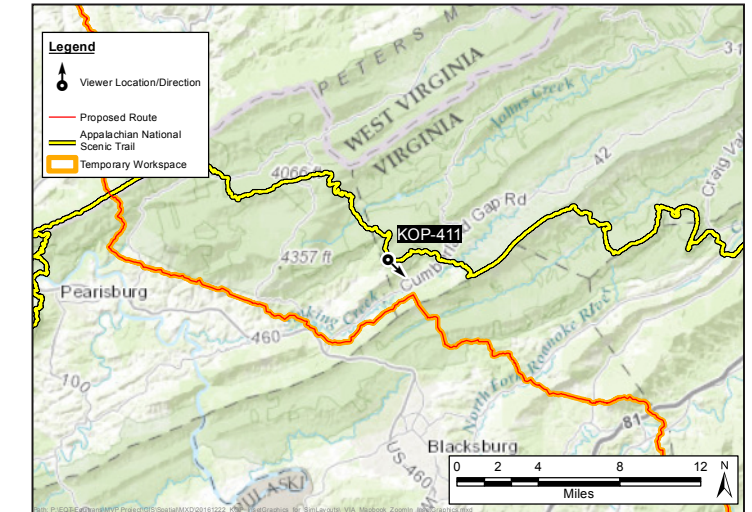 Legend
Viewer Location/Direction
Proposed Route
Appalachian National
Scenic Trail
Temporary Workspace
PETERS M
WEST VIRGINIA
VIRGINIA
Johns Creek
31
42
Craig Val
4066 ft
KOP-411
Cumberland Gap Rd
4357 ft
Pearisburg
king Creek
460
100
North Fork Roanoke River
81
Blacksburg
US-460
PULASKI
0 2 4 8 12
Miles
N